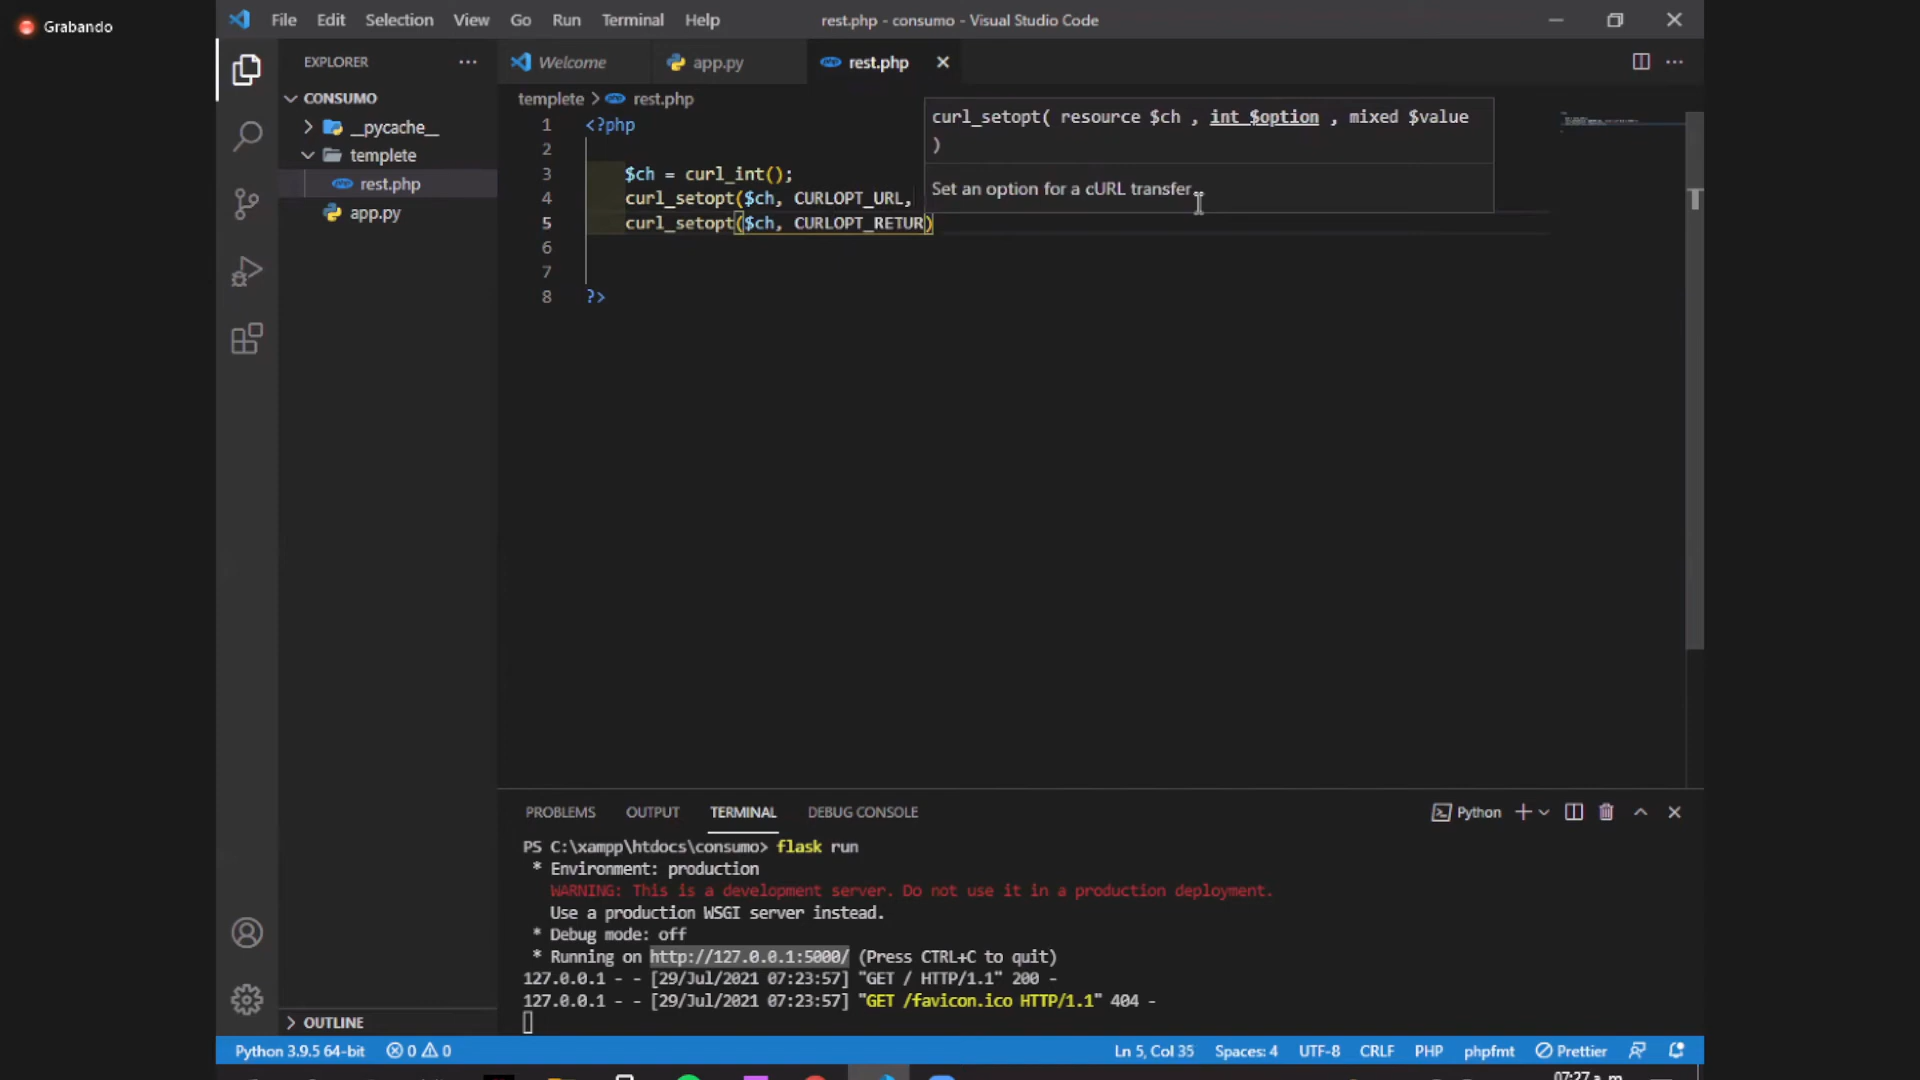 Grabando
File Edit Selection View Go Run Terminal Help
rest.php - consumo - Visual Studio Code
EXPLORER
Welcome
app.py
rest.php
CONSUMO
__pycache__
templete
rest.php
app.py
templete > rest.php
1 <?php
2
3 $ch = curl_int();
4 curl_setopt($ch, CURLOPT_URL,
5 curl_setopt($ch, CURLOPT_RETUR)
6
7
8 ?>
curl_setopt( resource $ch , int $option , mixed $value
)
Set an option for a cURL transfer
PROBLEMS OUTPUT TERMINAL DEBUG CONSOLE
Python
PS C:\xampp\htdocs\consumo> flask run
* Environment: production
WARNING: This is a development server. Do not use it in a production deployment.
Use a production WSGI server instead.
* Debug mode: off
* Running on http://127.0.0.1:5000/ (Press CTRL+C to quit)
127.0.0.1 - - [29/Jul/2021 07:23:57] "GET / HTTP/1.1" 200 -
127.0.0.1 - - [29/Jul/2021 07:23:57] "GET /favicon.ico HTTP/1.1" 404 -
OUTLINE
Python 3.9.5 64-bit 0 0
Ln 5, Col 35 Spaces: 4 UTF-8 CRLF PHP phpfmt Prettier
07:27 a. m.